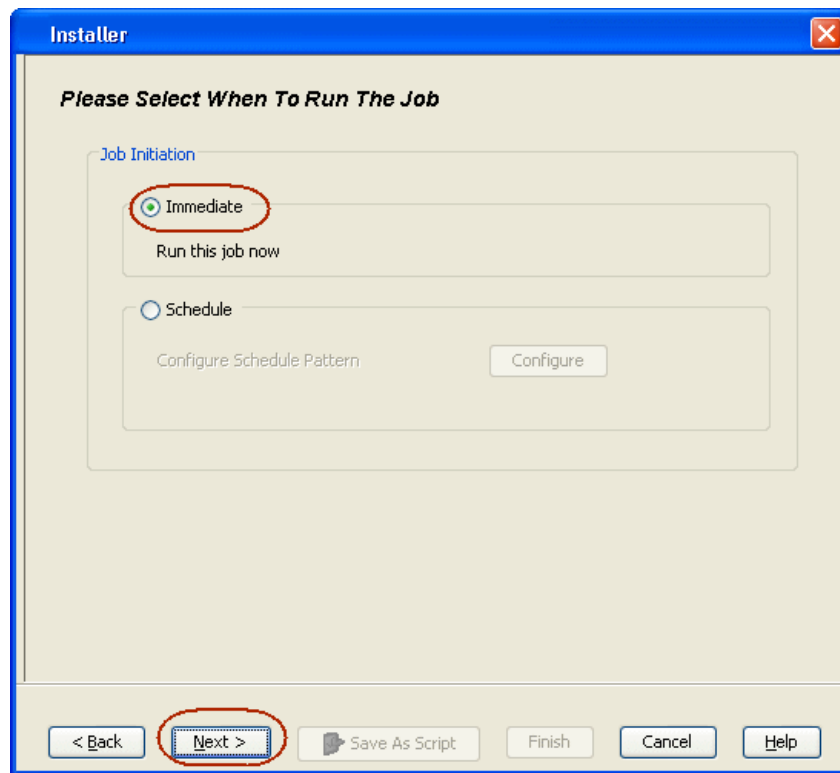 Installer
Please Select When To Run The Job
Job Initiation
Immediate
Run this job now
Schedule
Configure Schedule Pattern Configure
< Back Next > Save As Script Finish Cancel Help